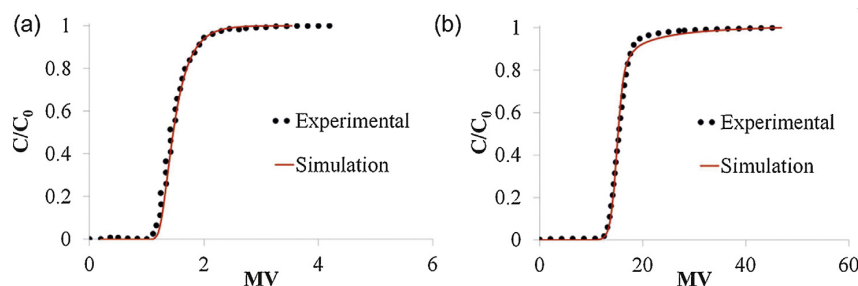 (a)
1
0.8
0.6
0.4
0.2
0
C/C₀
Experimental
Simulation
0
2
4
6
MV
(b)
1
0.8
0.6
0.4
0.2
0
C/C₀
Experimental
Simulation
0
20
40
60
MV